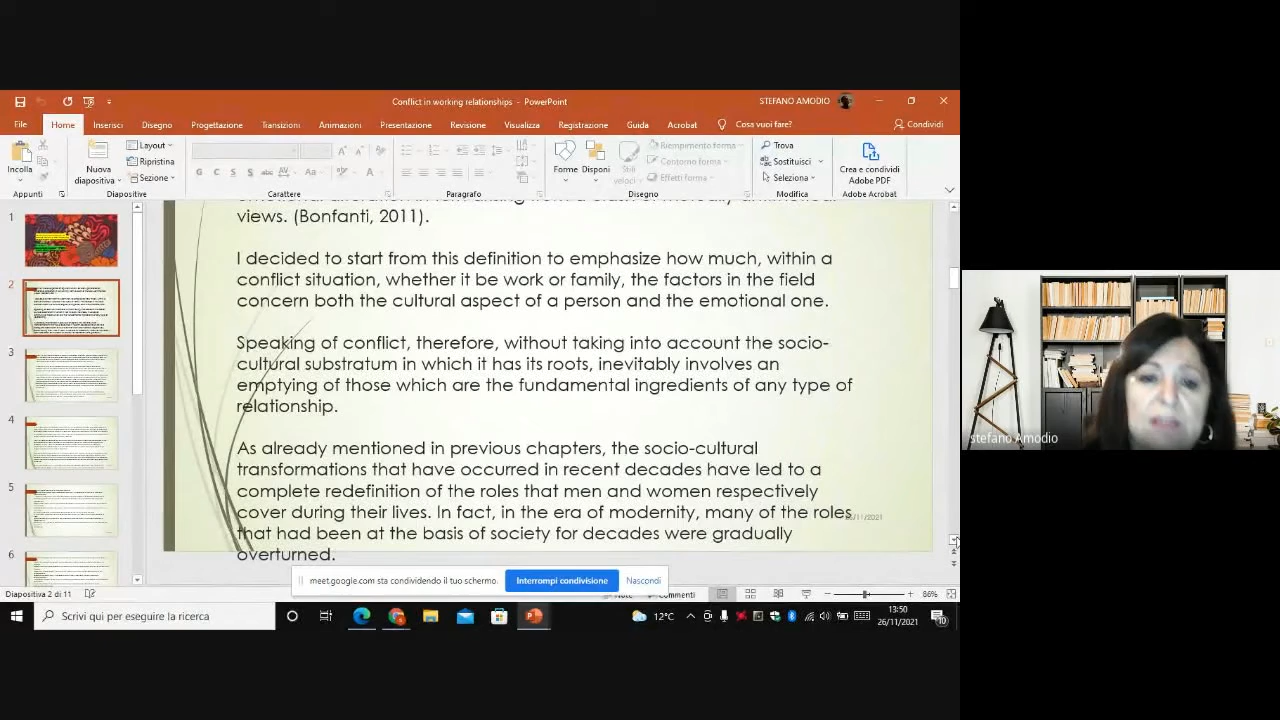 Conflict in working relationships - PowerPoint
STEFANO AMODIO
File Home Inserisci Disegno Progettazione Transizioni Animazioni Presentazione Revisione Visualizza Registrazione Guida Acrobat Cosa vuoi fare? Condividi
Incolla
Nuova diapositiva
Layout
Ripristina
Sezione
G C S S
Forme
Disponi
Stili veloci
Riempimento forma
Contorno forma
Effetti forma
Trova
Sostituisci
Seleziona
Crea e condividi
Adobe PDF
Appunti Diapositive Carattere Paragrafo Disegno Modifica Adobe Acrobat
1
2
3
4
5
6
views. (Bonfanti, 2011).
I decided to start from this definition to emphasize how much, within a
conflict situation, whether it be work or family, the factors in the field
concern both the cultural aspect of a person and the emotional one.
Speaking of conflict, therefore, without taking into account the socio-
cultural substratum in which it has its roots, inevitably involves an
emptying of those which are the fundamental ingredients of any type of
relationship.
As already mentioned in previous chapters, the socio-cultural
transformations that have occurred in recent decades have led to a
complete redefinition of the roles that men and women respectively
cover during their lives. In fact, in the era of modernity, many of the roles
/11/2021
that had been at the basis of society for decades were gradually
overturned.
stefano Amodio
meet.google.com sta condividendo il tuo schermo.
Interrompi condivisione
Nascondi
Diapositiva 2 di 11
Note
Commenti
86%
Scrivi qui per eseguire la ricerca
12°C
13:50
26/11/2021
10